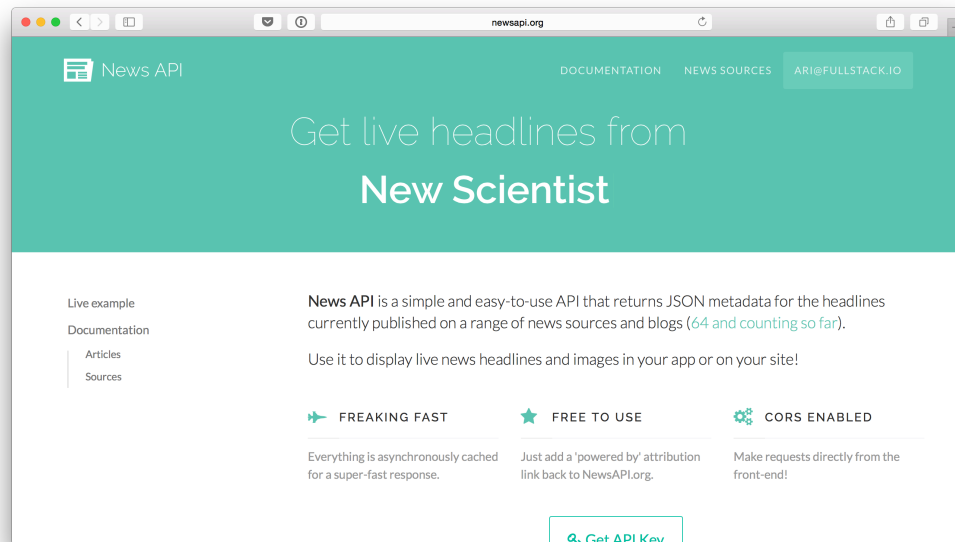 newsapi.org
News API
DOCUMENTATION NEWS SOURCES ARI@FULLSTACK.IO
Get live headlines from
New Scientist
Live example
Documentation
Articles
Sources
News API is a simple and easy-to-use API that returns JSON metadata for the headlines
currently published on a range of news sources and blogs (64 and counting so far).
Use it to display live news headlines and images in your app or on your site!
FREAKING FAST
Everything is asynchronously cached
for a super-fast response.
FREE TO USE
Just add a 'powered by' attribution
link back to NewsAPI.org.
CORS ENABLED
Make requests directly from the
front-end!
Get API Key